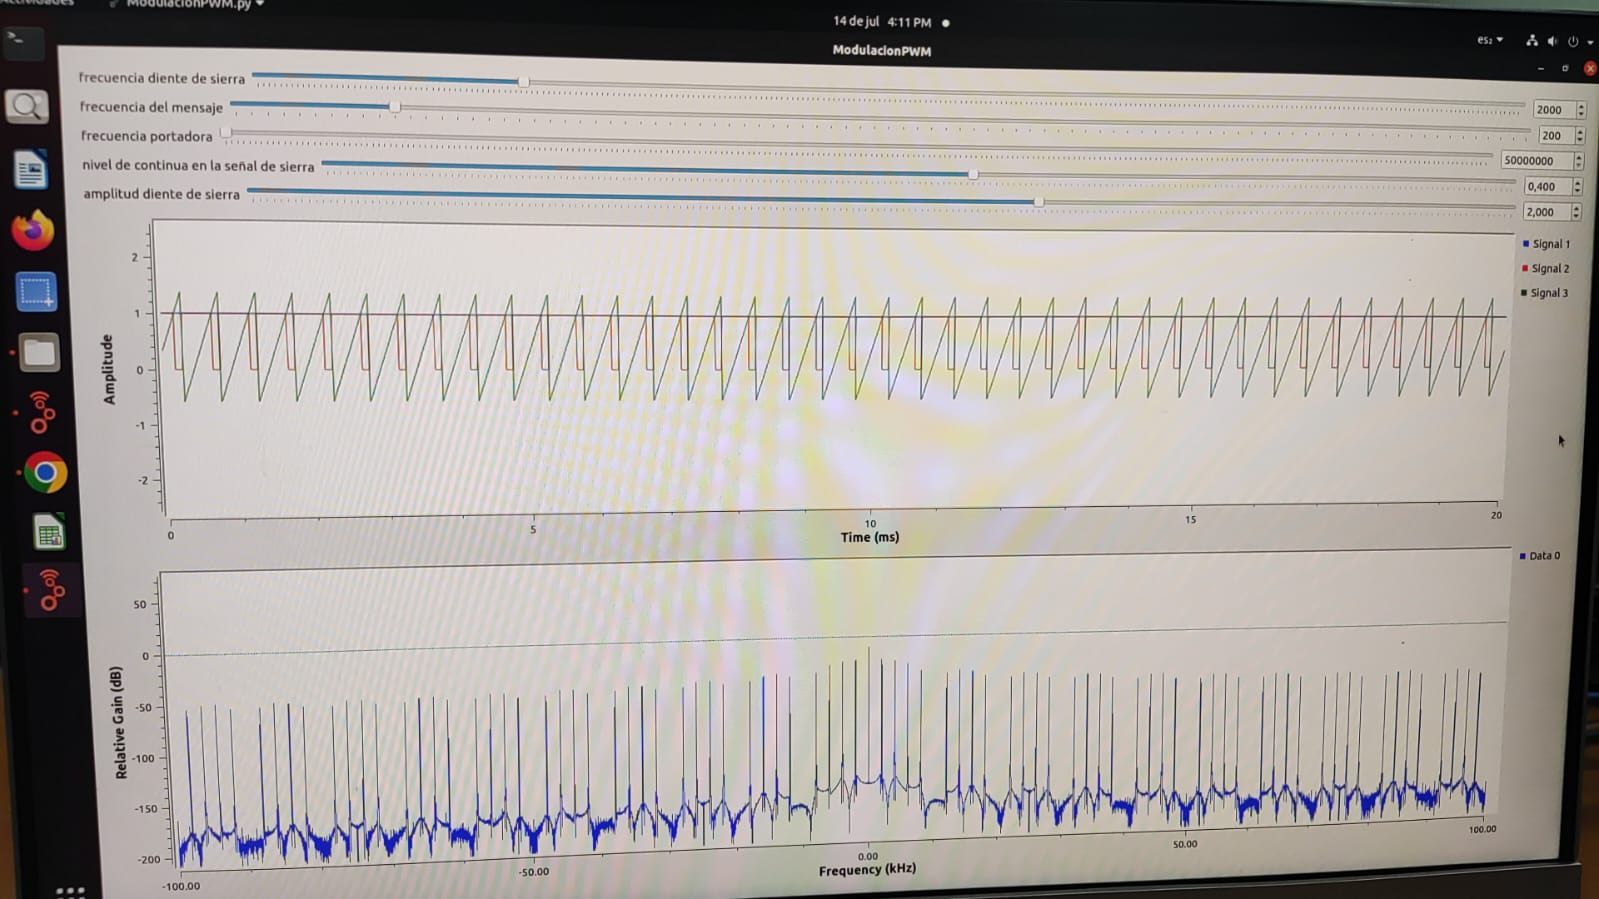 ModulacionPWM.py
14 de jul 4:11 PM
es₂
ModulacionPWM
frecuencia diente de sierra
2000
frecuencia del mensaje
200
frecuencia portadora
50000000
nivel de continua en la señal de sierra
0,400
amplitud diente de sierra
2,000
Signal 1
Signal 2
Signal 3
2
1
0
-1
-2
Amplitude
0
5
10
15
20
Time (ms)
Data 0
50
0
-50
-100
-150
-200
Relative Gain (dB)
-100.00
-50.00
0.00
50.00
100.00
Frequency (kHz)